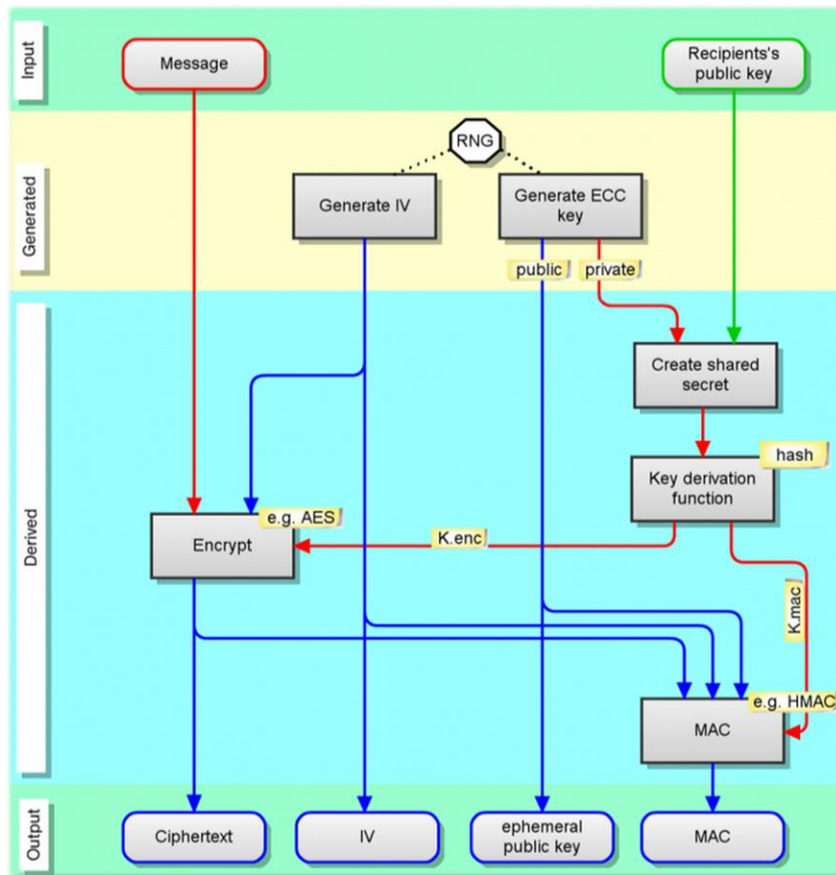 Input
Message
Recipients's
public key
RNG
Generated
Generate IV
Generate ECC
key
public
private
Derived
Create shared
secret
hash
Key derivation
function
e.g. AES
Encrypt
K.enc
K.mac
e.g. HMAC
MAC
Output
Ciphertext
IV
ephemeral
public key
MAC